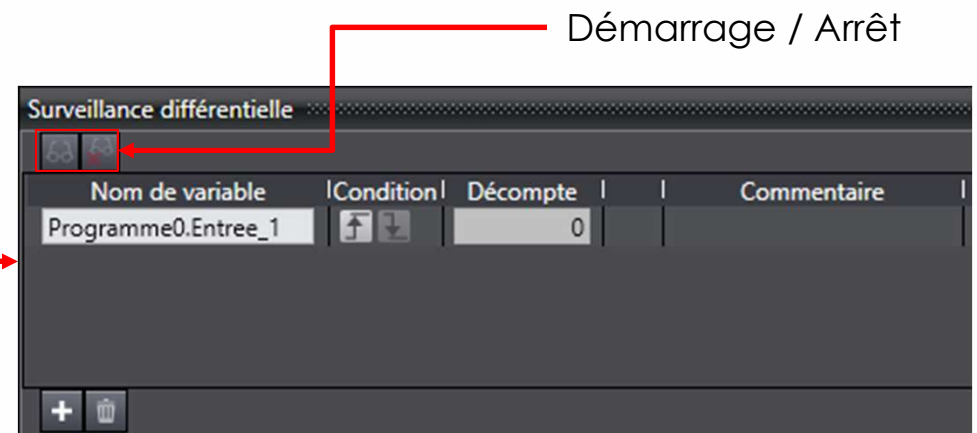 Démarrage / Arrêt
Surveillance différentielle
Nom de variable Condition Décompte Commentaire
Programme0.Entree_1 0